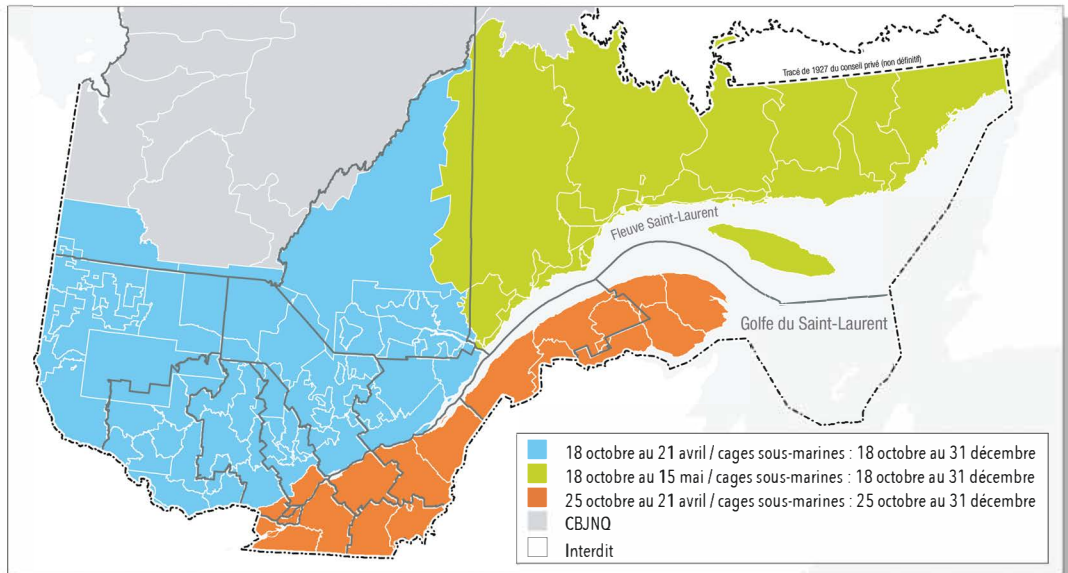 Tracé de 1927 du conseil privé (non définitif)
Fleuve Saint-Laurent
Golfe du Saint-Laurent
18 octobre au 21 avril / cages sous-marines : 18 octobre au 31 décembre
18 octobre au 15 mai / cages sous-marines : 18 octobre au 31 décembre
25 octobre au 21 avril / cages sous-marines : 25 octobre au 31 décembre
CBJNQ
Interdit